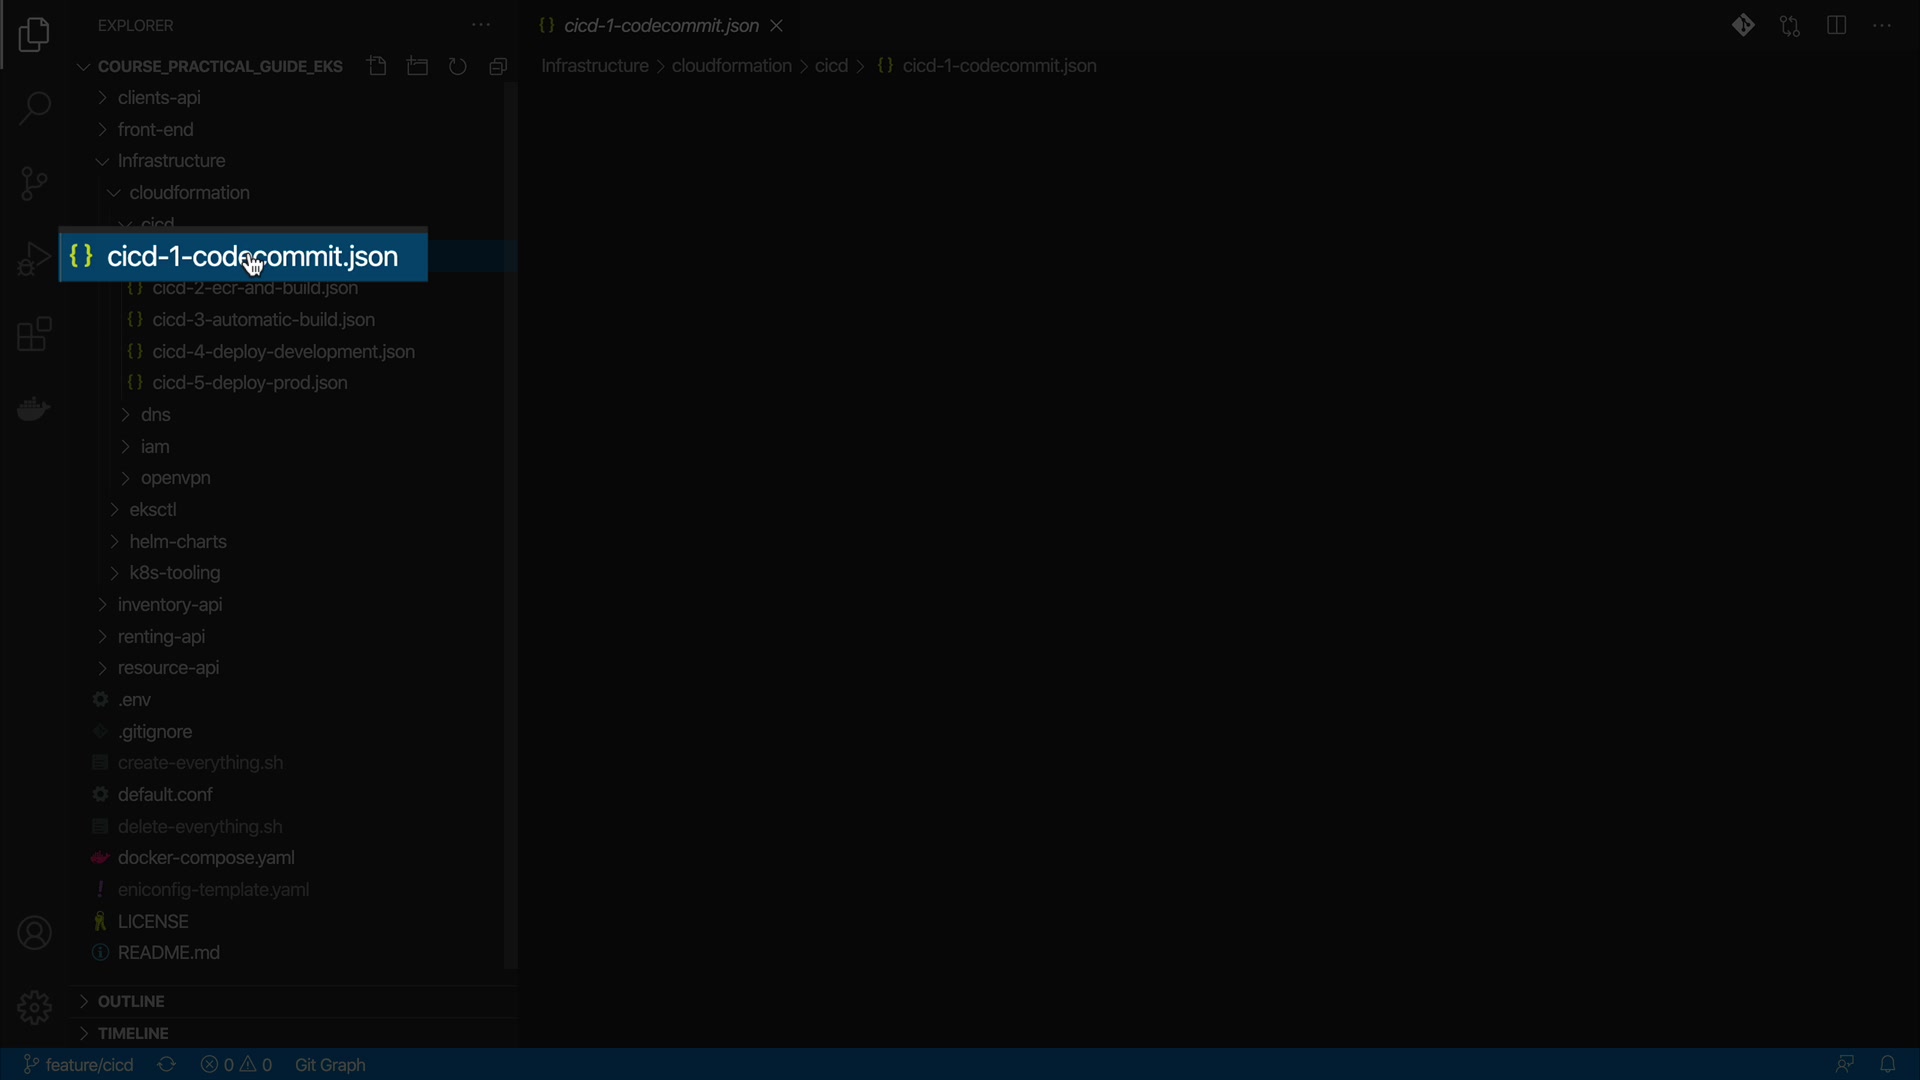 EXPLORER
cicd-1-codecommit.json
COURSE_PRACTICAL_GUIDE_EKS
Infrastructure > cloudformation > cicd > {} cicd-1-codecommit.json
clients-api
front-end
Infrastructure
cloudformation
cicd
{} cicd-1-codecommit.json
{} cicd-2-ecr-and-build.json
{} cicd-3-automatic-build.json
{} cicd-4-deploy-development.json
{} cicd-5-deploy-prod.json
dns
iam
openvpn
eksctl
helm-charts
k8s-tooling
inventory-api
renting-api
resource-api
.env
.gitignore
create-everything.sh
default.conf
delete-everything.sh
docker-compose.yaml
! eniconfig-template.yaml
LICENSE
README.md
OUTLINE
TIMELINE
feature/cicd 0 0 Git Graph